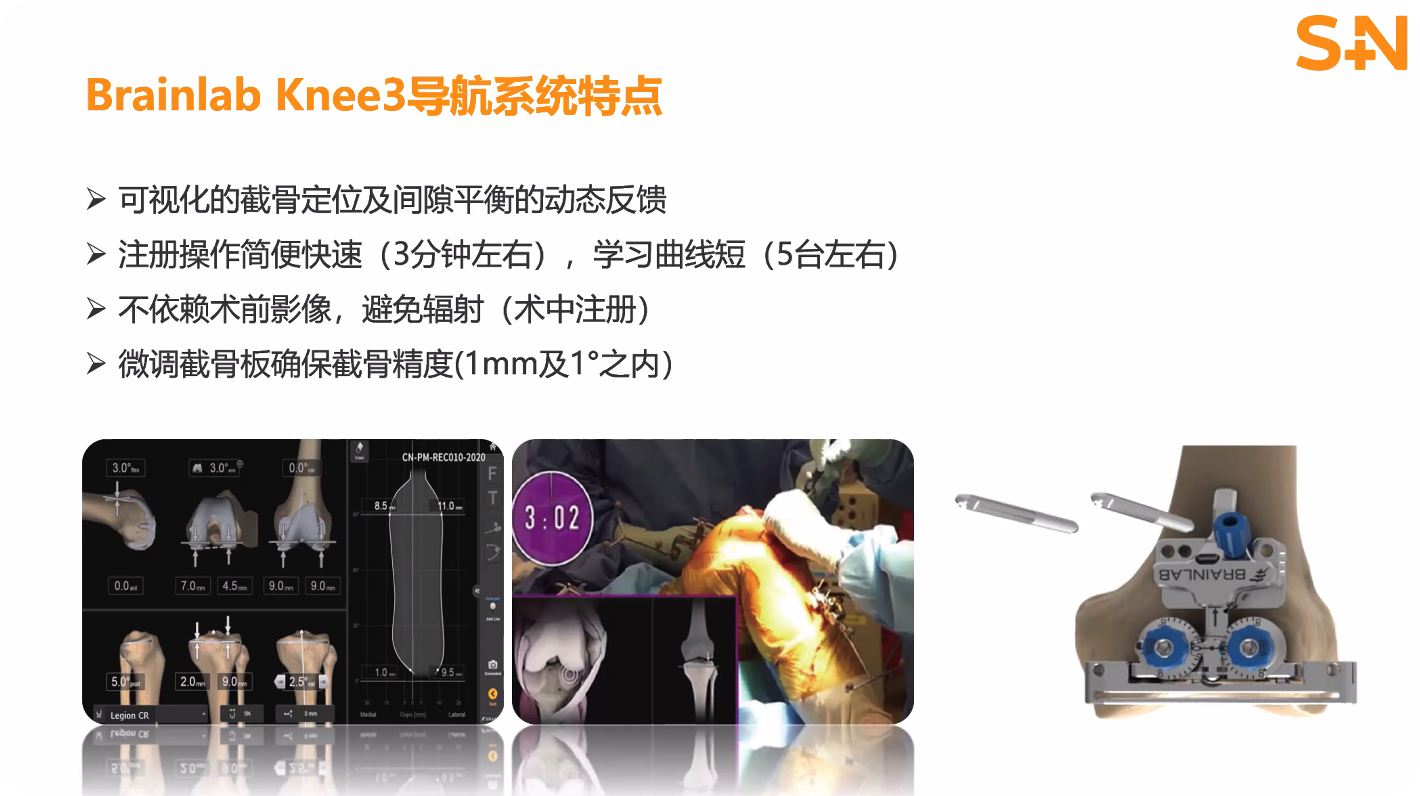 S+N
Brainlab Knee3导航系统特点
➢ 可视化的截骨定位及间隙平衡的动态反馈
➢ 注册操作简便快速（3分钟左右），学习曲线短（5台左右）
➢ 不依赖术前影像，避免辐射（术中注册）
➢ 微调截骨板确保截骨精度(1mm及1°之内）
CN-PM-REC010-2020
3.0° flex
3.0°
0.0° var
F
T
8.5 mm
11.0 mm
0.0 ant
7.0 mm
4.5 mm
9.0 mm
9.0 mm
5.0° post
2.0 mm
9.0 mm
2.5° val
1.0 mm
9.5 mm
Legion CR
SN
0 mm
Medial
Gaps [mm]
Lateral
3:02
BRAINLAB